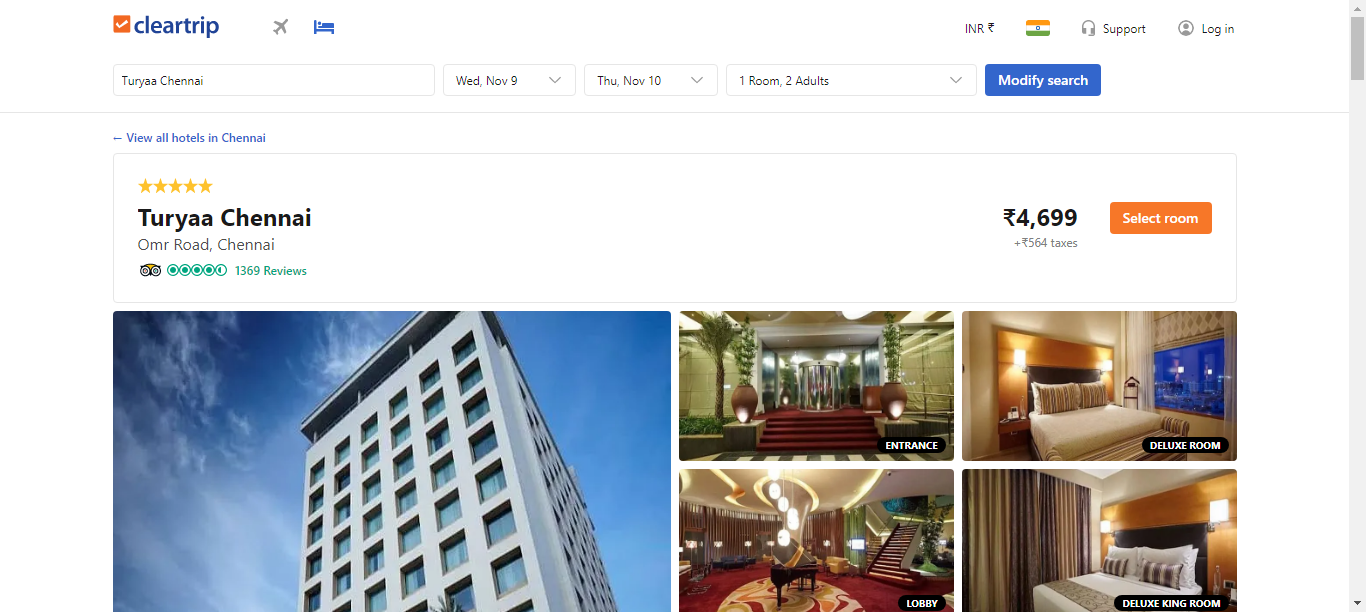 cleartrip
INR ₹
Support
Log in
Turyaa Chennai
Wed, Nov 9
Thu, Nov 10
1 Room, 2 Adults
Modify search
← View all hotels in Chennai
Turyaa Chennai
Omr Road, Chennai
1369 Reviews
₹4,699
+₹564 taxes
Select room
ENTRANCE
DELUXE ROOM
LOBBY
DELUXE KING ROOM